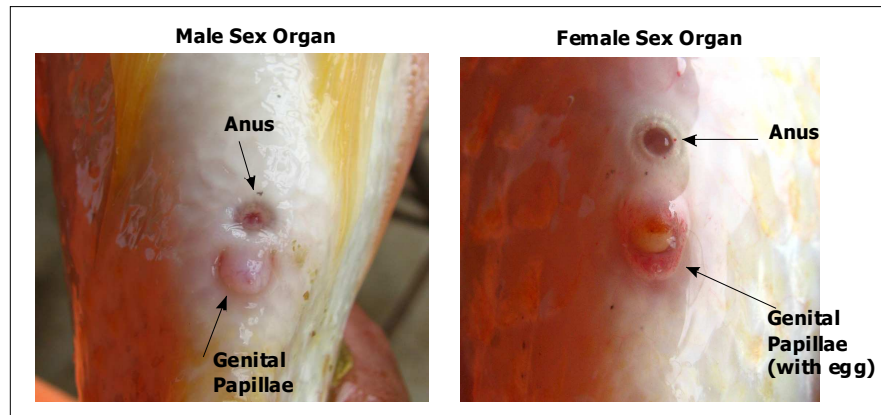 Male Sex Organ
Anus
Genital
Papillae
Female Sex Organ
Anus
Genital
Papillae
(with egg)